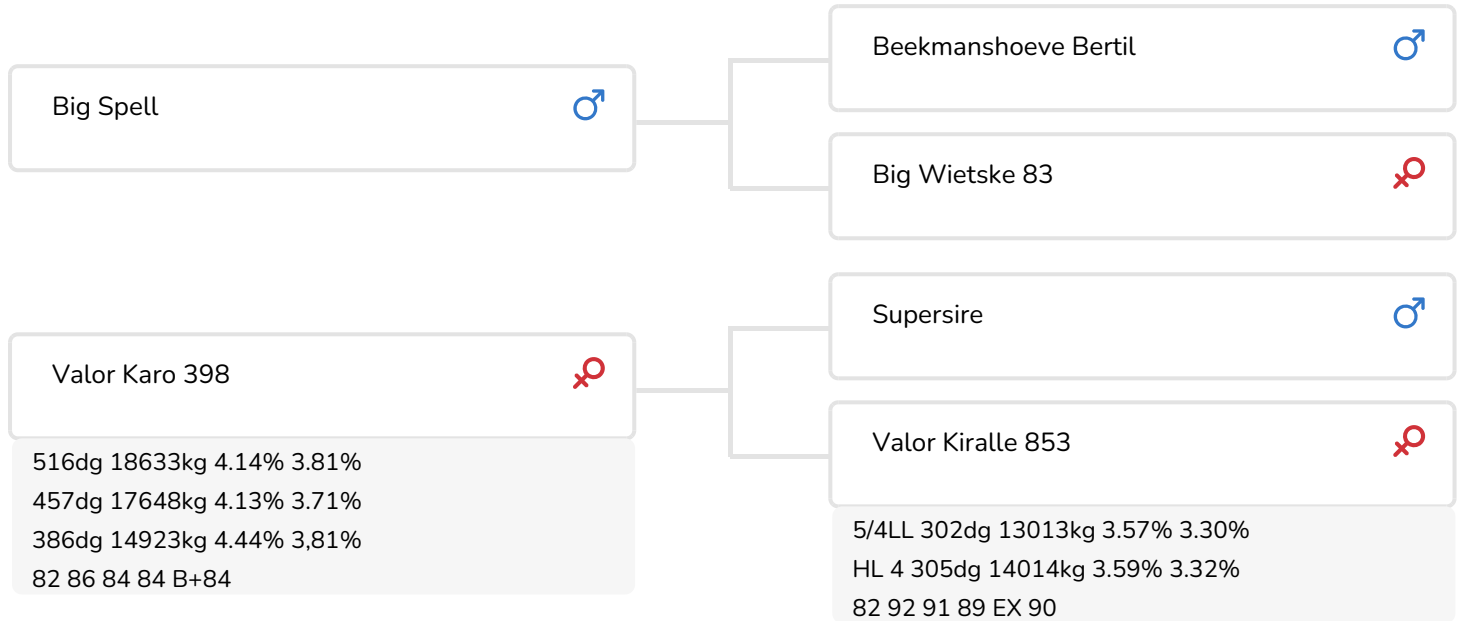 Big Spell
Beekmanshoeve Bertil
Big Wietske 83
Valor Karo 398
516dg 18633kg 4.14% 3.81%
457dg 17648kg 4.13% 3.71%
386dg 14923kg 4.44% 3,81%
82 86 84 84 B+84
Supersire
Valor Kiralle 853
5/4LL 302dg 13013kg 3.57% 3.30%
HL 4 305dg 14014kg 3.59% 3.32%
82 92 91 89 EX 90